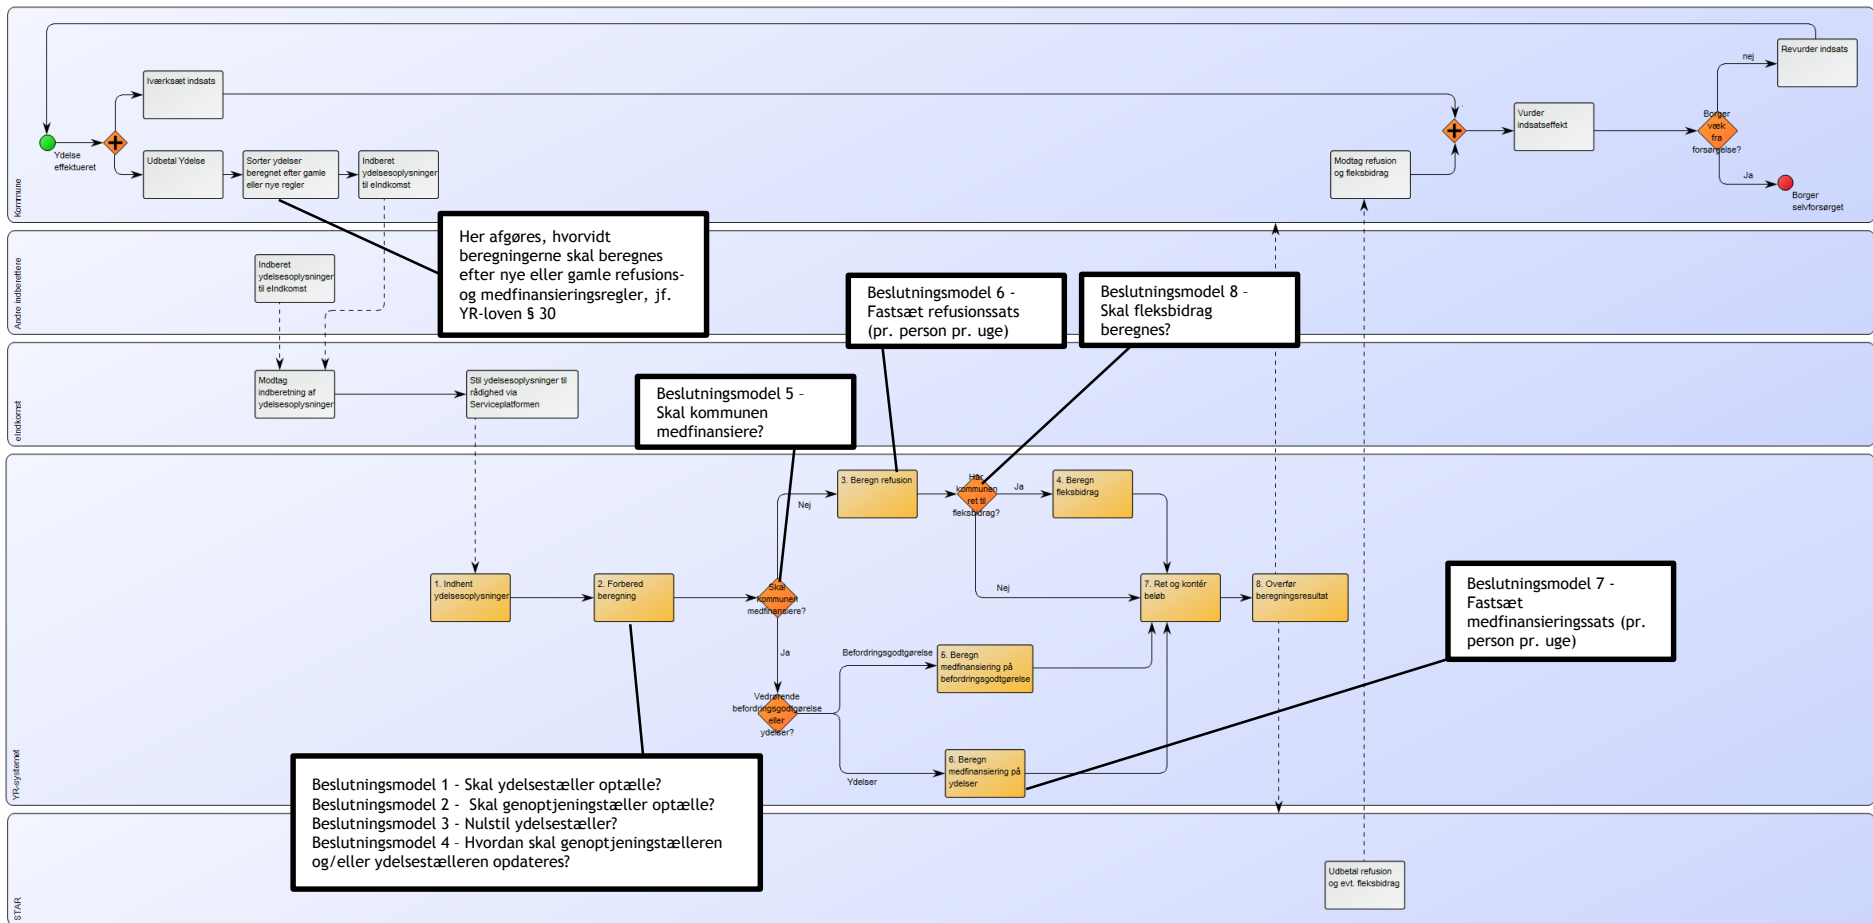 Kommune
Ydelse
effektueret
Iværksæt indsats
Udbetal Ydelse
Sorter ydelser
beregnet efter gamle
eller nye regler
Indberet
ydelsesoplysninger
til eIndkomst
Modtag refusion
og fleksbidrag
Vurder
indsatseffekt
Borger
væk
fra
forsørgelse?
nej
Revurder indsats
Ja
Borger
selvforsørget
Andre indberettere
Indberet
ydelsesoplysninger
til eIndkomst
Her afgøres, hvorvidt
beregningerne skal beregnes
efter nye eller gamle refusions-
og medfinansieringsregler, jf.
YR-loven § 30
Beslutningsmodel 6 -
Fastsæt refusionssats
(pr. person pr. uge)
Beslutningsmodel 8 -
Skal fleksbidrag
beregnes?
eIndkomst
Modtag
indberetning af
ydelsesoplysninger
Stil ydelsesoplysninger til
rådighed via
Serviceplatformen
Beslutningsmodel 5 -
Skal kommunen
medfinansiere?
YR-systemet
1. Indhent
ydelsesoplysninger
2. Forbered
beregning
Skal
kommunen
medfinansiere?
Nej
3. Beregn refusion
Har
kommunen
ret til
fleksbidrag?
Ja
4. Beregn
fleksbidrag
Nej
7. Ret og kontér
beløb
8. Overfør
beregningsresultat
Ja
Vedrørende
befordringsgodtgørelse
eller
ydelser?
Befordringsgodtgørelse
5. Beregn
medfinansiering på
befordringsgodtgørelse
Ydelser
6. Beregn
medfinansiering på
ydelser
Beslutningsmodel 7 -
Fastsæt
medfinansieringssats (pr.
person pr. uge)
Beslutningsmodel 1 - Skal ydelsestæller optælle?
Beslutningsmodel 2 - Skal genoptjeningstæller optælle?
Beslutningsmodel 3 - Nulstil ydelsestæller?
Beslutningsmodel 4 - Hvordan skal genoptjeningstælleren
og/eller ydelsestælleren opdateres?
STAR
Udbetal refusion
og evt. fleksbidrag